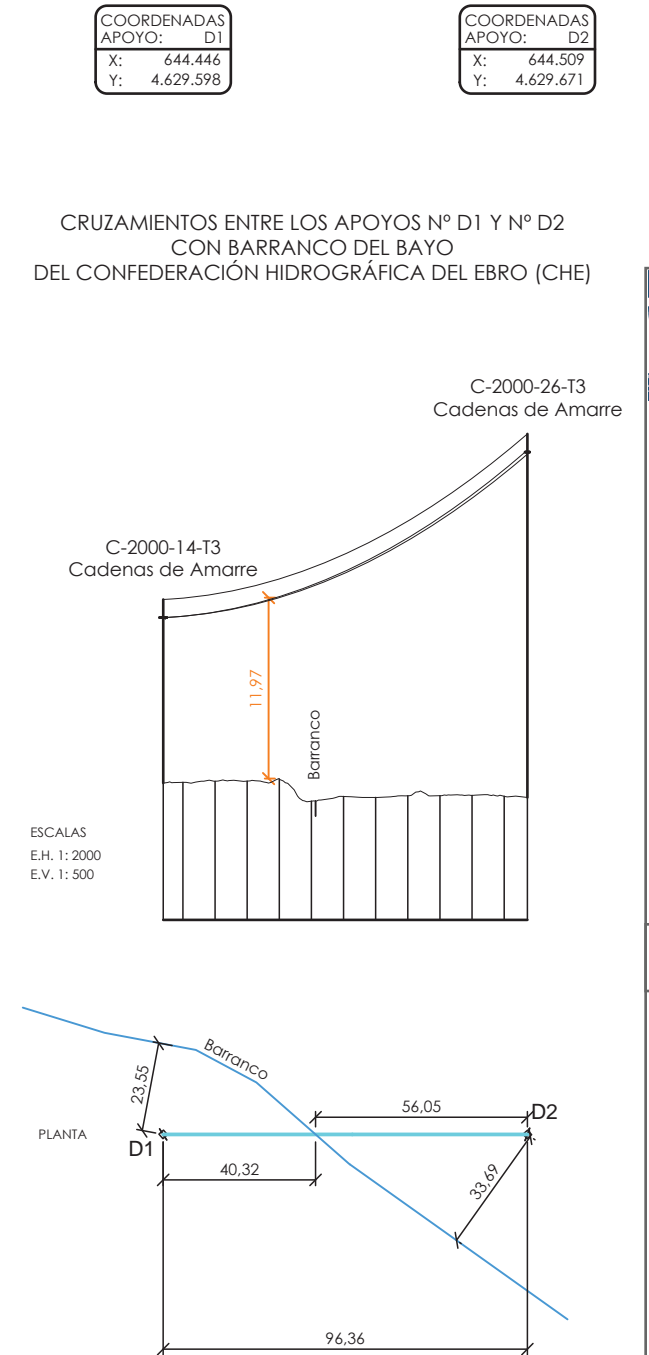 COORDENADAS
APOYO: D1
X: 644.446
Y: 4.629.598
COORDENADAS
APOYO: D2
X: 644.509
Y: 4.629.671
CRUZAMIENTOS ENTRE LOS APOYOS Nº D1 Y Nº D2
CON BARRANCO DEL BAYO
DEL CONFEDERACIÓN HIDROGRÁFICA DEL EBRO (CHE)
C-2000-26-T3
Cadenas de Amarre
C-2000-14-T3
Cadenas de Amarre
11,97
Barranco
ESCALAS
E.H. 1: 2000
E.V. 1: 500
Barranco
23,55
56,05
D2
PLANTA
D1
40,32
33,69
96,36